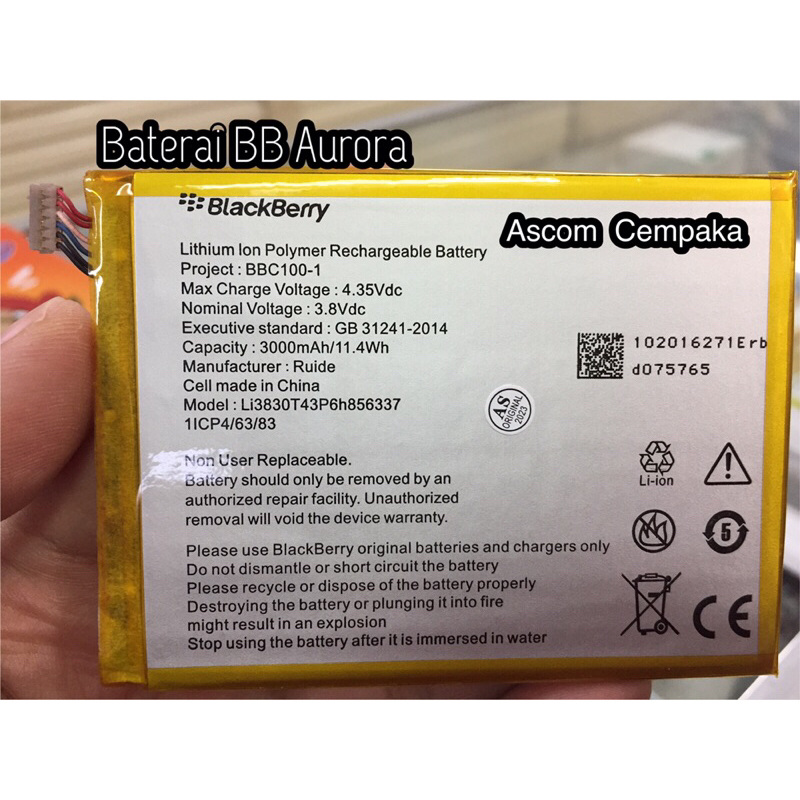 Baterai BB Aurora
BlackBerry
Ascom Cempaka
Lithium Ion Polymer Rechargeable Battery
Project : BBC100-1
Max Charge Voltage : 4.35Vdc
Nominal Voltage : 3.8Vdc
Executive standard : GB 31241-2014
Capacity : 3000mAh/11.4Wh
Manufacturer : Ruide
Cell made in China
Model : Li3830T43P6h856337
1ICP4/63/83
102016271Erb
d075765
AS
ORIGINAL
2023
Non User Replaceable.
Battery should only be removed by an
authorized repair facility. Unauthorized
removal will void the device warranty.
Li-ion
5
Please use BlackBerry original batteries and chargers only
Do not dismantle or short circuit the battery
Please recycle or dispose of the battery properly
Destroying the battery or plunging it into fire
might result in an explosion
Stop using the battery after it is immersed in water
CE